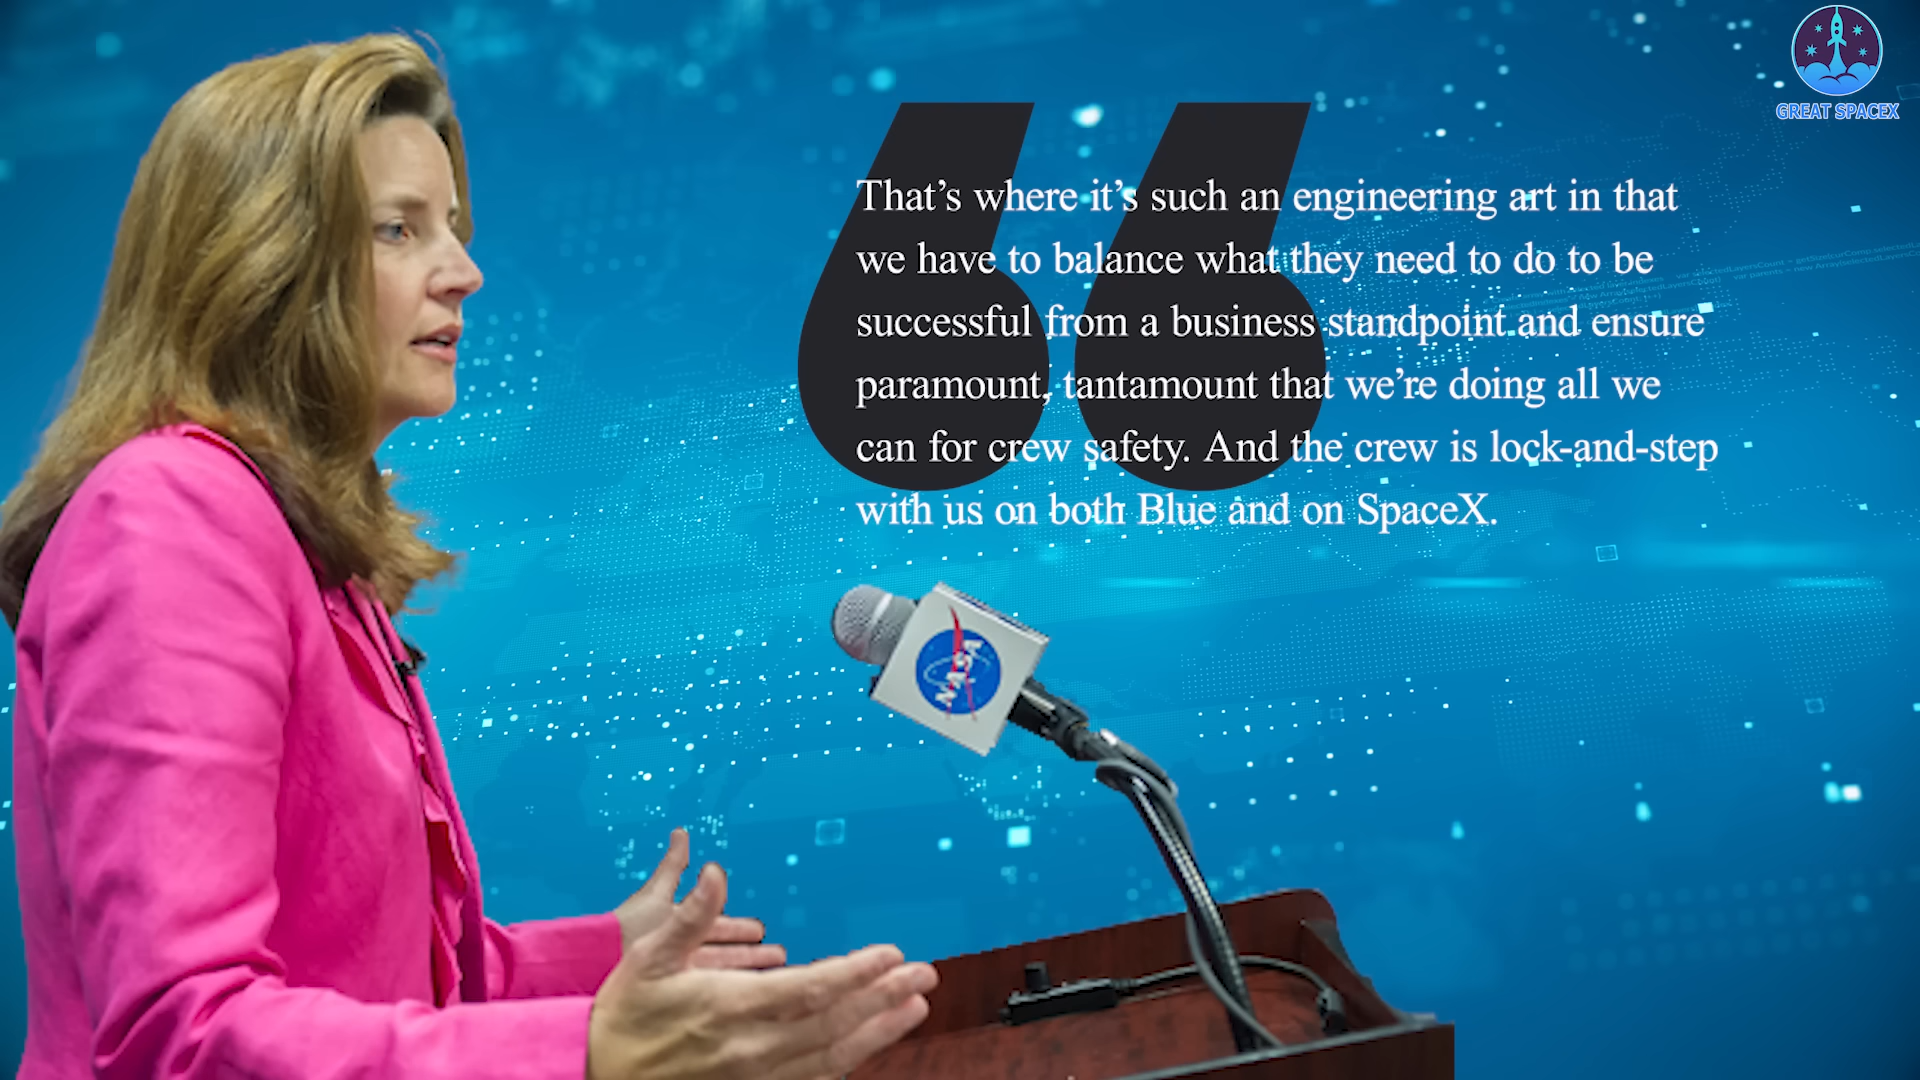 GREAT SPACEX
That's where it's such an engineering art in that
we have to balance what they need to do to be
successful from a business standpoint and ensure
paramount, tantamount that we're doing all we
can for crew safety. And the crew is lock-and-step
with us on both Blue and on SpaceX.
NASA